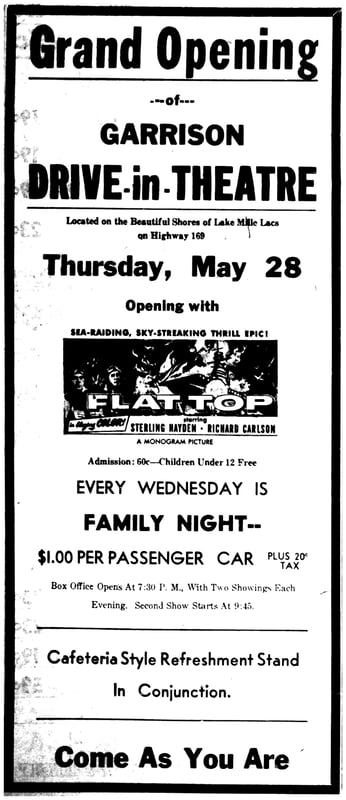 Grand Opening
---of---
GARRISON
DRIVE-in-THEATRE
Located on the Beautiful Shores of Lake Mille Lacs
on Highway 169
Thursday, May 28
Opening with
SEA-RAIDING, SKY-STREAKING THRILL EPIC!
FLAT TOP
in Blazing COLOR!
starring
STERLING HAYDEN • RICHARD CARLSON
A MONOGRAM PICTURE
Admission: 60c—Children Under 12 Free
EVERY WEDNESDAY IS
FAMILY NIGHT--
$1.00 PER PASSENGER CAR PLUS 20c TAX
Box Office Opens At 7:30 P. M., With Two Showings Each
Evening. Second Show Starts At 9:45.
Cafeteria Style Refreshment Stand
In Conjunction.
Come As You Are